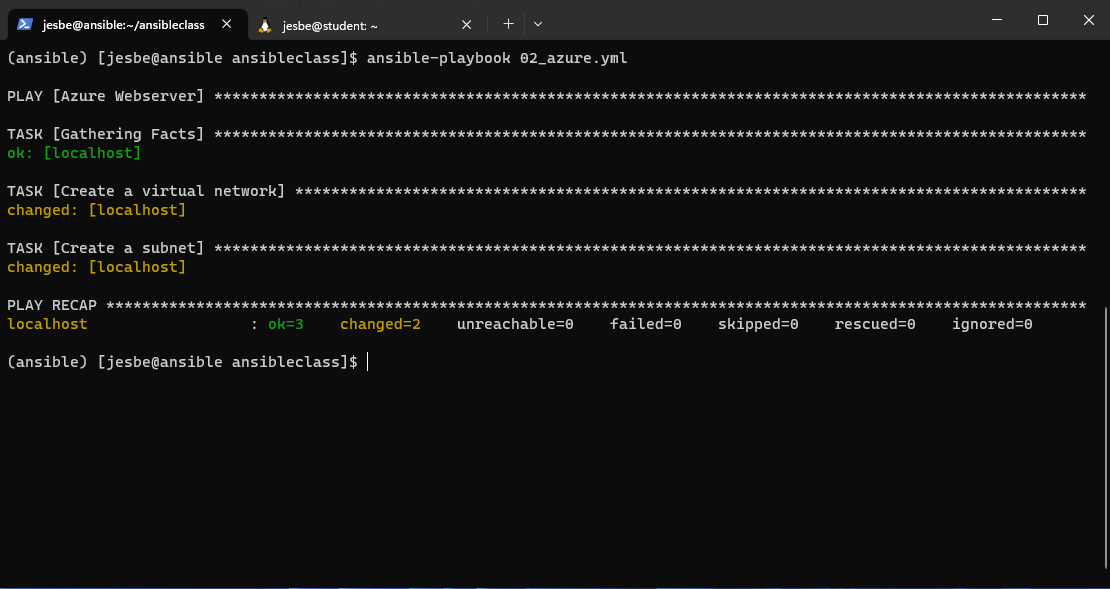 jesbe@ansible:~/ansibleclass
jesbe@student: ~
(ansible) [jesbe@ansible ansibleclass]$ ansible-playbook 02_azure.yml
PLAY [Azure Webserver] *************************************************************************************************
TASK [Gathering Facts] *************************************************************************************************
ok: [localhost]
TASK [Create a virtual network] ****************************************************************************************
changed: [localhost]
TASK [Create a subnet] *************************************************************************************************
changed: [localhost]
PLAY RECAP *************************************************************************************************************
localhost                  : ok=3    changed=2    unreachable=0    failed=0    skipped=0    rescued=0    ignored=0
(ansible) [jesbe@ansible ansibleclass]$